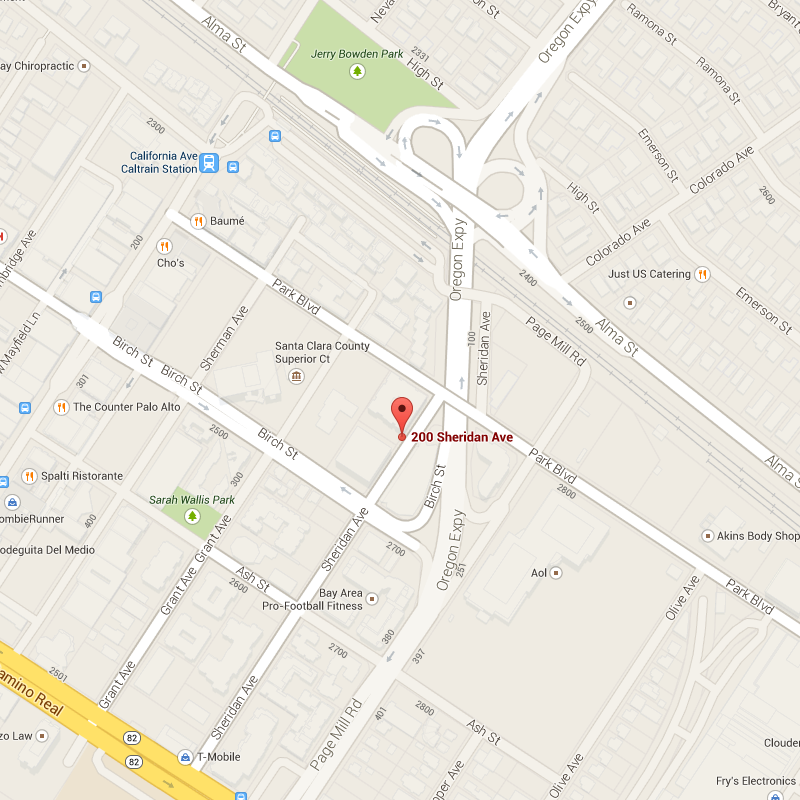 Alma St
Jerry Bowden Park
2331
High St
Oregon Expy
Ramona St
Ramona St
ay Chiropractic
2300
California Ave
Caltrain Station
Emerson St
Colorado Ave
2600
High St
Baumé
Cho's
200
Oregon Expy
Colorado Ave
2400
Just US Catering
Emerson St
Park Blvd
2500
Alma St
Page Mill Rd
100
Sheridan Ave
mbridge Ave
Mayfield Ln
Sherman Ave
Birch St
Birch St
Santa Clara County
Superior Ct
301
The Counter Palo Alto
2500
Birch St
200 Sheridan Ave
Park Blvd
2800
Alma S
Spalti Ristorante
300
Birch St
Sarah Wallis Park
ombieRunner
400
Grant Ave
Sheridan Ave
2700
Oregon Expy
251
Akins Body Shop
odeguita Del Medio
Ash St
2600
Grant Ave
Aol
Olive Ave
Park Blvd
Bay Area
Pro-Football Fitness
380
397
2700
2501
amino Real
Grant Ave
Sheridan Ave
401
2800
Ash St
Page Mill Rd
zo Law
82
82
T-Mobile
per Ave
Olive Ave
Clouder
Fry's Electronics